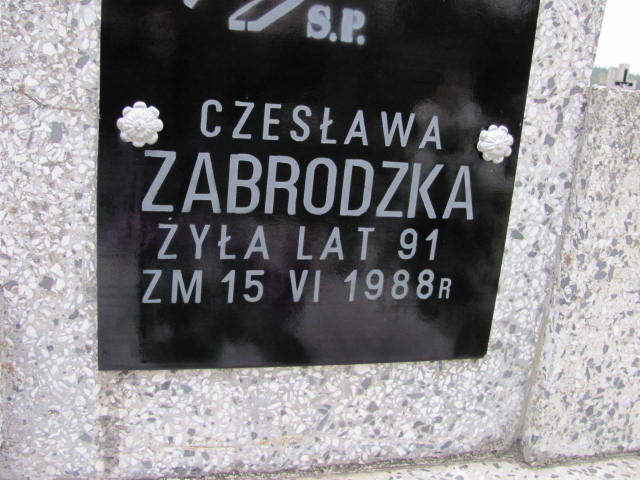 S.P.
CZESŁAWA
ZABRODZKA
ŻYŁA LAT 91
ZM 15 VI 1988R